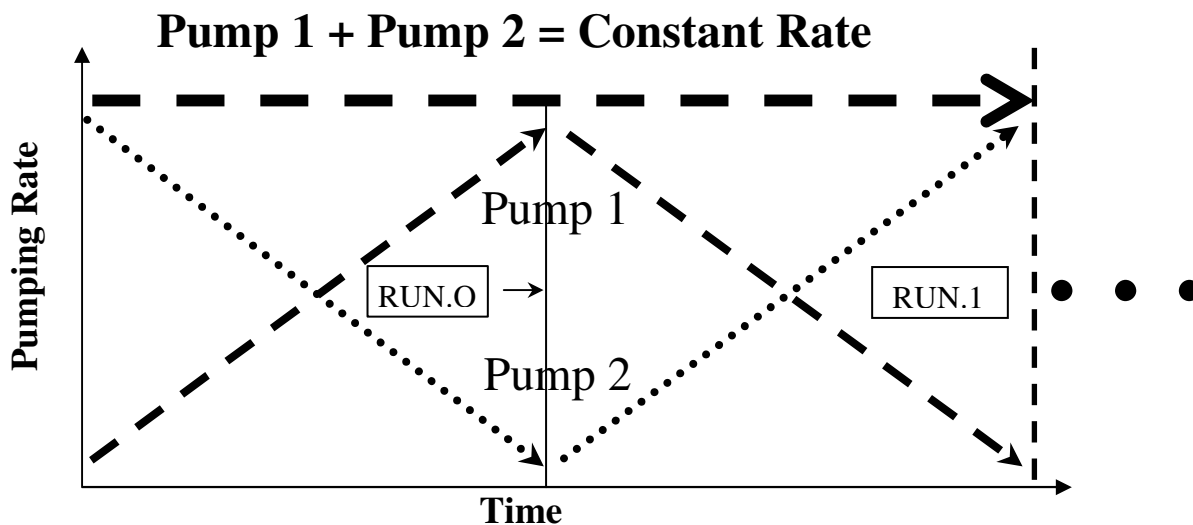 Pump 1 + Pump 2 = Constant Rate
Pumping Rate
Pump 1
RUN.O
RUN.1
Pump 2
Time